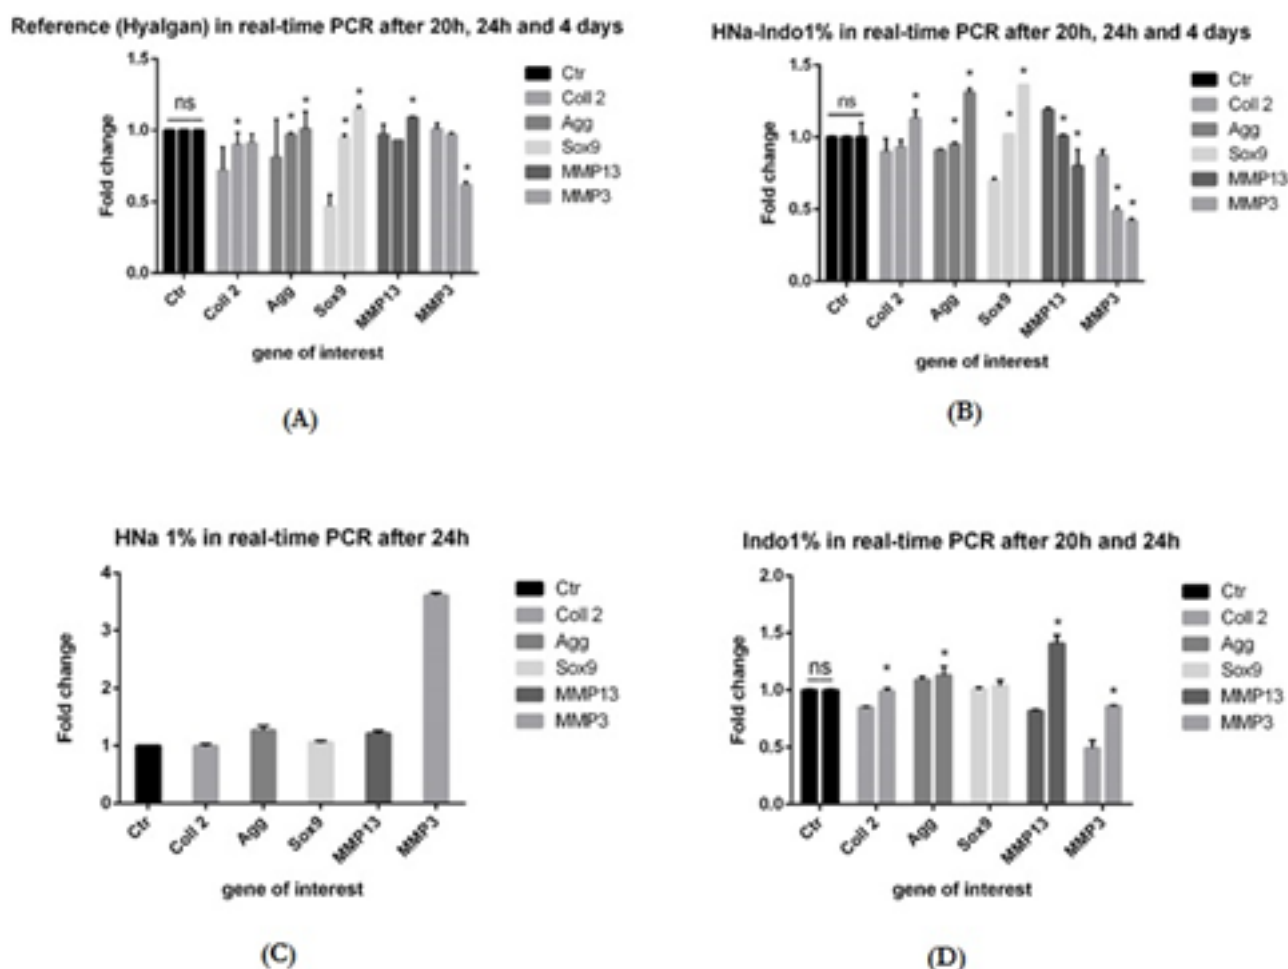 Reference (Hyalgan) in real-time PCR after 20h, 24h and 4 days
Fold change
1.5
1.0
0.5
0.0
ns
* * * * * * *
Ctr
Coll 2
Agg
Sox9
MMP13
MMP3
Ctr Coll 2 Agg Sox9 MMP13 MMP3
gene of interest
(A)
HNa-Indo1% in real-time PCR after 20h, 24h and 4 days
Fold change
1.5
1.0
0.5
0.0
ns
* * * * * * * * *
Ctr
Coll 2
Agg
Sox9
MMP13
MMP3
Ctr Coll 2 Agg Sox9 MMP13 MMP3
gene of interest
(B)
HNa 1% in real-time PCR after 24h
Fold change
4
3
2
1
0
Ctr
Coll 2
Agg
Sox9
MMP13
MMP3
Ctr Coll 2 Agg Sox9 MMP13 MMP3
gene of interest
(C)
Indo1% in real-time PCR after 20h and 24h
Fold change
2.0
1.5
1.0
0.5
0.0
ns
* * * *
Ctr
Coll 2
Agg
Sox9
MMP13
MMP3
Ctr Coll 2 Agg Sox9 MMP13 MMP3
gene of interest
(D)